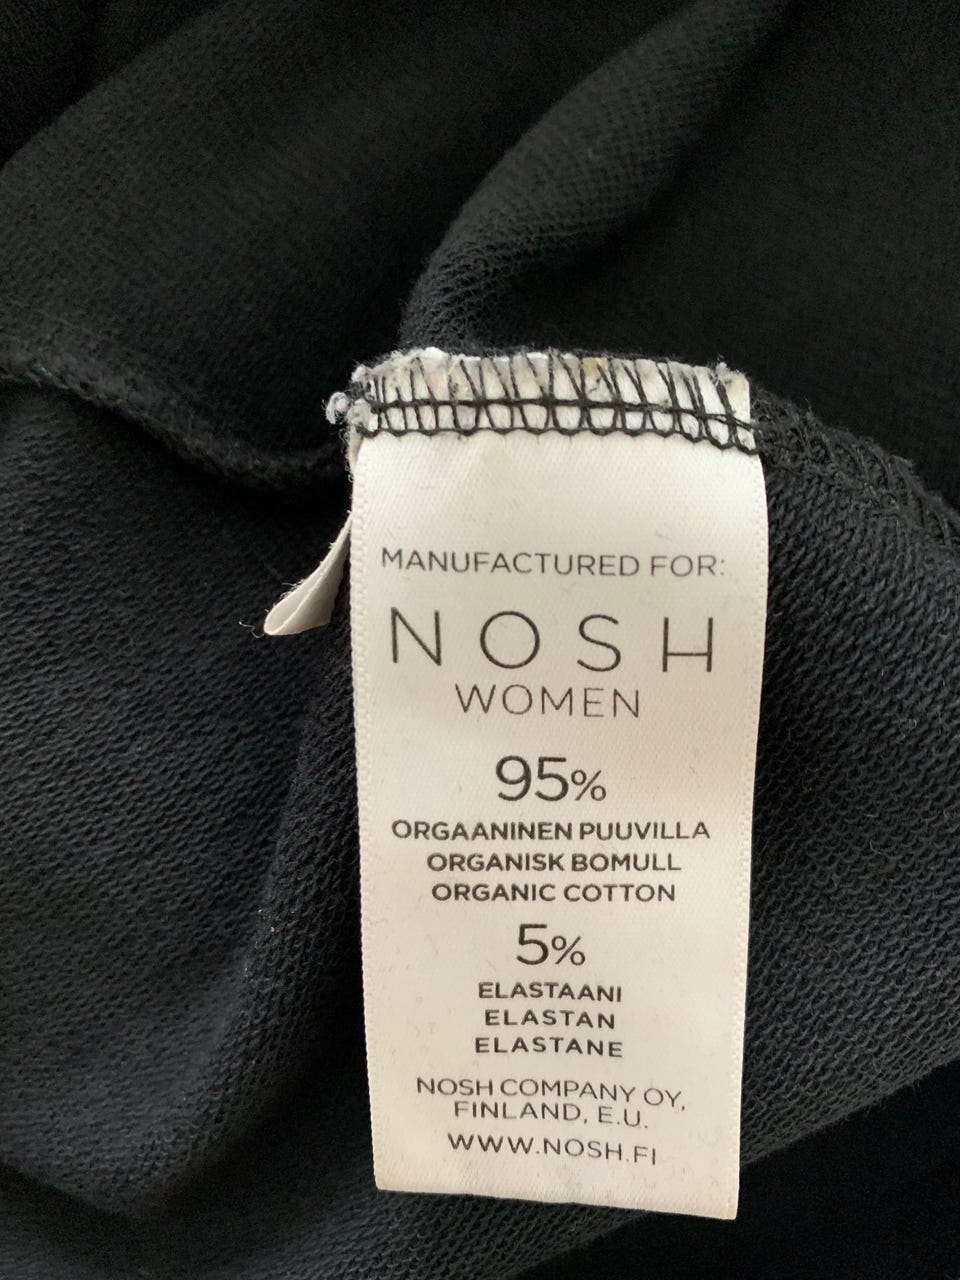 MANUFACTURED FOR:
NOSH
WOMEN
95%
ORGAANINEN PUUVILLA
ORGANISK BOMULL
ORGANIC COTTON
5%
ELASTAANI
ELASTAN
ELASTANE
NOSH COMPANY OY,
FINLAND, E.U.
WWW.NOSH.FI